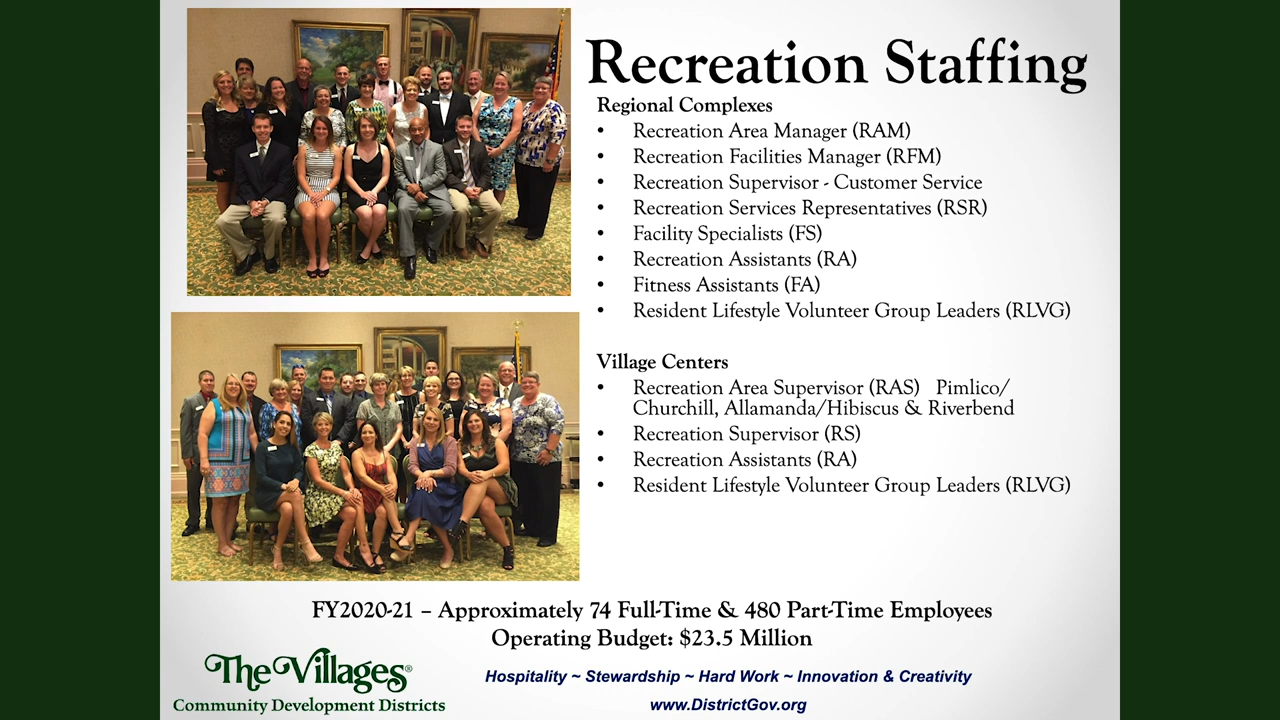 Recreation Staffing
Regional Complexes
• Recreation Area Manager (RAM)
• Recreation Facilities Manager (RFM)
• Recreation Supervisor - Customer Service
• Recreation Services Representatives (RSR)
• Facility Specialists (FS)
• Recreation Assistants (RA)
• Fitness Assistants (FA)
• Resident Lifestyle Volunteer Group Leaders (RLVG)
Village Centers
• Recreation Area Supervisor (RAS) Pimlico/
Churchill, Allamanda/Hibiscus & Riverbend
• Recreation Supervisor (RS)
• Recreation Assistants (RA)
• Resident Lifestyle Volunteer Group Leaders (RLVG)
FY2020-21 – Approximately 74 Full-Time & 480 Part-Time Employees
Operating Budget: $23.5 Million
The Villages®
Community Development Districts
Hospitality ~ Stewardship ~ Hard Work ~ Innovation & Creativity
www.DistrictGov.org